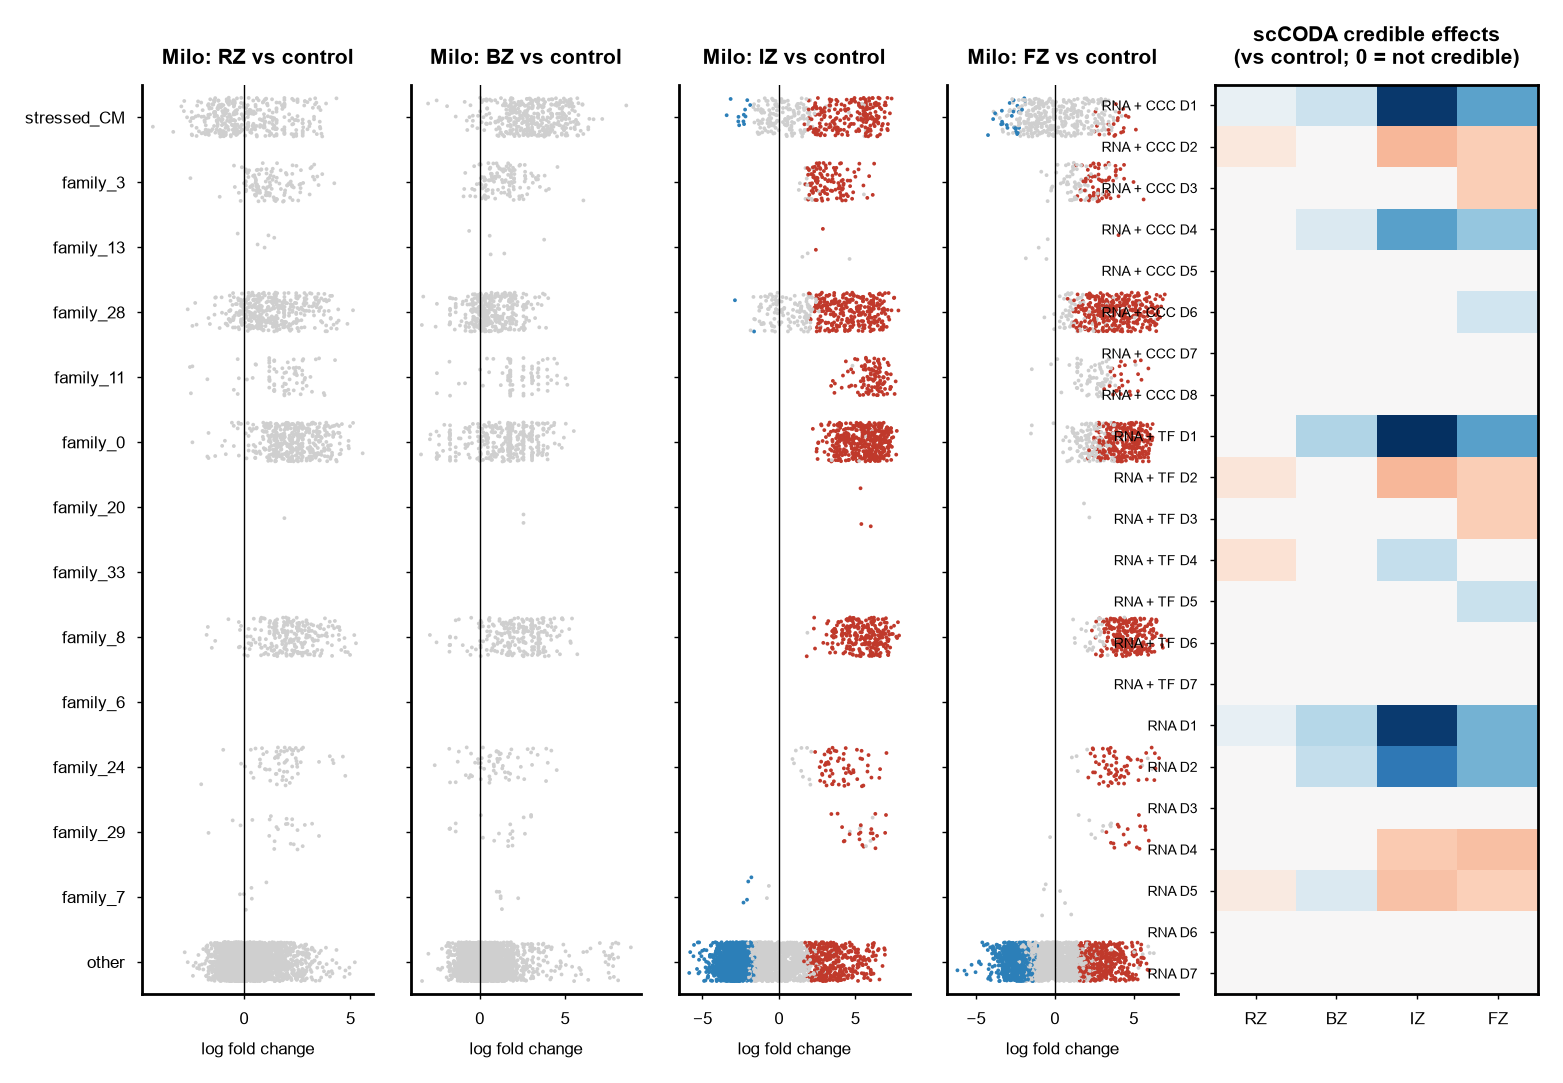 Milo: RZ vs control
Milo: BZ vs control
Milo: IZ vs control
Milo: FZ vs control
scCODA credible effects
(vs control; 0 = not credible)
stressed_CM
family_3
family_13
family_28
family_11
family_0
family_20
family_33
family_8
family_6
family_24
family_29
family_7
other
RNA + CCC D1
RNA + CCC D2
RNA + CCC D3
RNA + CCC D4
RNA + CCC D5
RNA + CCC D6
RNA + CCC D7
RNA + CCC D8
RNA + TF D1
RNA + TF D2
RNA + TF D3
RNA + TF D4
RNA + TF D5
RNA + TF D6
RNA + TF D7
RNA D1
RNA D2
RNA D3
RNA D4
RNA D5
RNA D6
RNA D7
0 5
0 5
−5 0 5
−5 0 5
RZ BZ IZ FZ
log fold change
log fold change
log fold change
log fold change